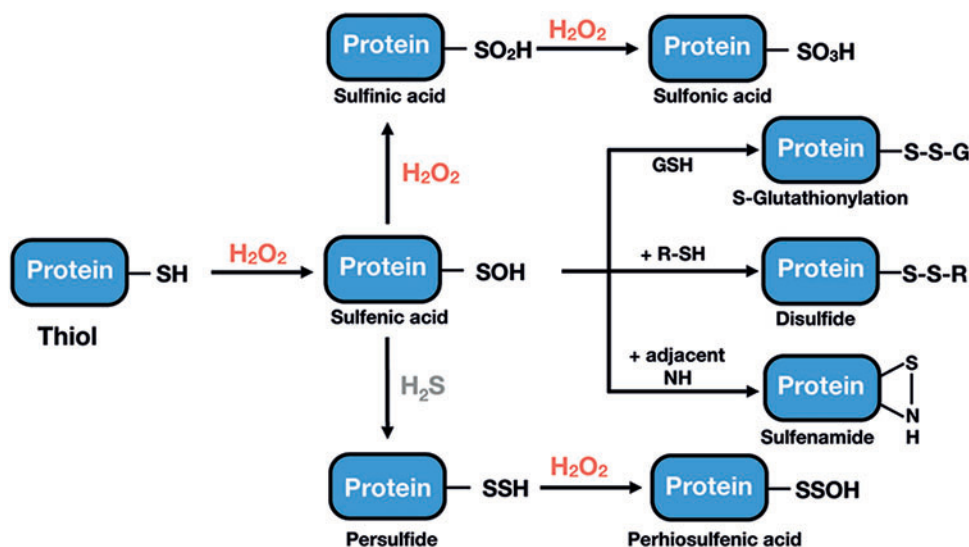 Protein
SO₂H
H₂O₂
Protein
SO₃H
Sulfinic acid
Sulfonic acid
H₂O₂
GSH
Protein
S-S-G
S-Glutathionylation
Protein
SH
Thiol
H₂O₂
Protein
SOH
Sulfenic acid
+ R-SH
Protein
S-S-R
Disulfide
H₂S
+ adjacent
NH
Protein
S
N
H
Sulfenamide
Protein
SSH
Persulfide
H₂O₂
Protein
SSOH
Perhiosulfenic acid